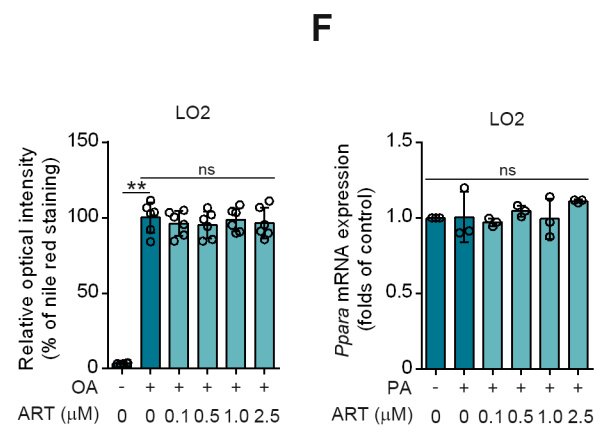 F
LO2
Relative optical intensity
(% of nile red staining)
150
100
50
0
**
ns
OA - + + + + +
ART (μM) 0 0 0.1 0.5 1.0 2.5
LO2
Ppara mRNA expression
(folds of control)
1.5
1.0
0.5
0
ns
PA - + + + + +
ART (μM) 0 0 0.1 0.5 1.0 2.5